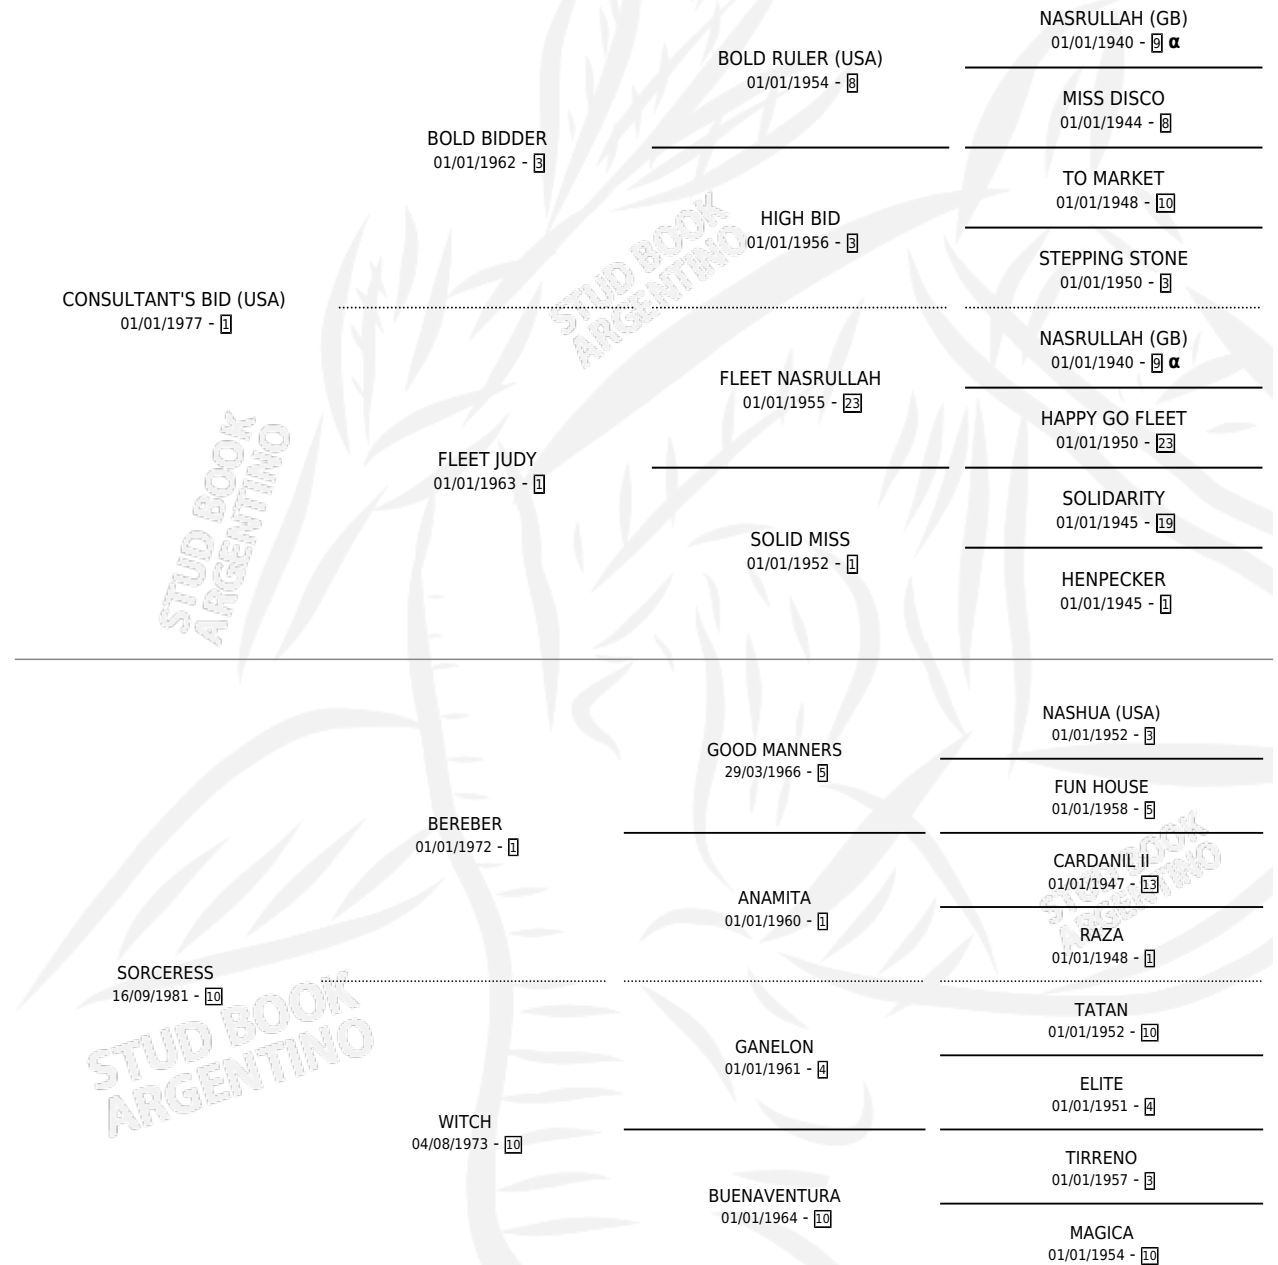 NASRULLAH (GB)
01/01/1940 - 9 α
BOLD RULER (USA)
01/01/1954 - 8
MISS DISCO
01/01/1944 - 8
BOLD BIDDER
01/01/1962 - 3
TO MARKET
01/01/1948 - 10
HIGH BID
01/01/1956 - 3
STEPPING STONE
01/01/1950 - 3
CONSULTANT'S BID (USA)
01/01/1977 - 1
NASRULLAH (GB)
01/01/1940 - 9 α
FLEET NASRULLAH
01/01/1955 - 23
HAPPY GO FLEET
01/01/1950 - 23
FLEET JUDY
01/01/1963 - 1
SOLIDARITY
01/01/1945 - 19
SOLID MISS
01/01/1952 - 1
HENPECKER
01/01/1945 - 1
NASHUA (USA)
01/01/1952 - 3
GOOD MANNERS
29/03/1966 - 5
FUN HOUSE
01/01/1958 - 5
BEREBER
01/01/1972 - 1
CARDANIL II
01/01/1947 - 13
ANAMITA
01/01/1960 - 1
RAZA
01/01/1948 - 1
SORCERESS
16/09/1981 - 10
TATAN
01/01/1952 - 10
GANELON
01/01/1961 - 4
ELITE
01/01/1951 - 4
WITCH
04/08/1973 - 10
TIRRENO
01/01/1957 - 3
BUENAVENTURA
01/01/1964 - 10
MAGICA
01/01/1954 - 10
STUD BOOK
ARGENTINO
STUD BOOK
ARGENTINO
STUD BOOK
ARGENTINO
STUD BOOK
ARGENTINO